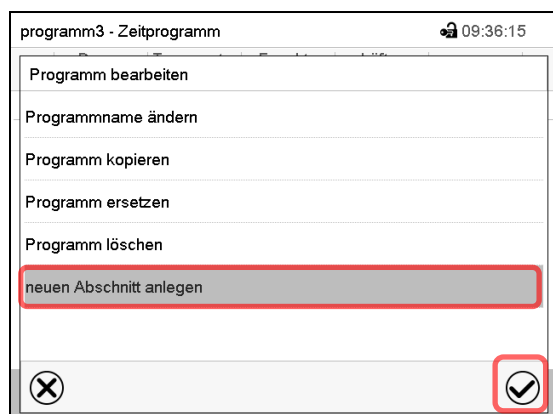 programm3 - Zeitprogramm 09:36:15
Programm bearbeiten
Programmname ändern
Programm kopieren
Programm ersetzen
Programm löschen
neuen Abschnitt anlegen